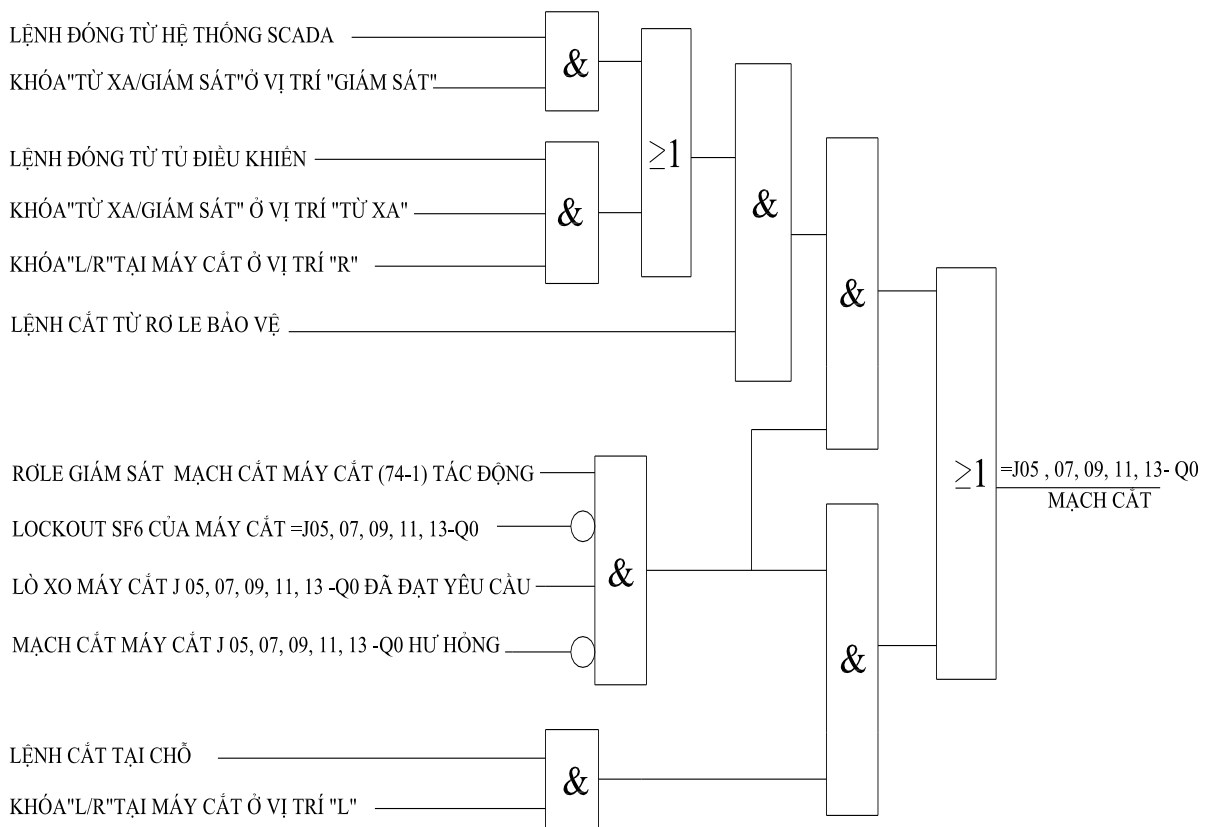 LỆNH ĐÓNG TỪ HỆ THỐNG SCADA
&
KHÓA"TỪ XA/GIÁM SÁT"Ở VỊ TRÍ "GIÁM SÁT"
≥1
LỆNH ĐÓNG TỪ TỦ ĐIỀU KHIỂN
KHÓA"TỪ XA/GIÁM SÁT" Ở VỊ TRÍ "TỪ XA"
&
&
KHÓA"L/R"TẠI MÁY CẮT Ở VỊ TRÍ "R"
&
LỆNH CẮT TỪ RƠ LE BẢO VỆ
RƠLE GIÁM SÁT MẠCH CẮT MÁY CẮT (74-1) TÁC ĐỘNG
≥1
=J05 , 07, 09, 11, 13- Q0
MẠCH CẮT
LOCKOUT SF6 CỦA MÁY CẮT =J05, 07, 09, 11, 13-Q0
&
LÒ XO MÁY CẮT J 05, 07, 09, 11, 13 -Q0 ĐÃ ĐẠT YÊU CẦU
MẠCH CẮT MÁY CẮT J 05, 07, 09, 11, 13 -Q0 HƯ HỎNG
&
LỆNH CẮT TẠI CHỖ
&
KHÓA"L/R"TẠI MÁY CẮT Ở VỊ TRÍ "L"